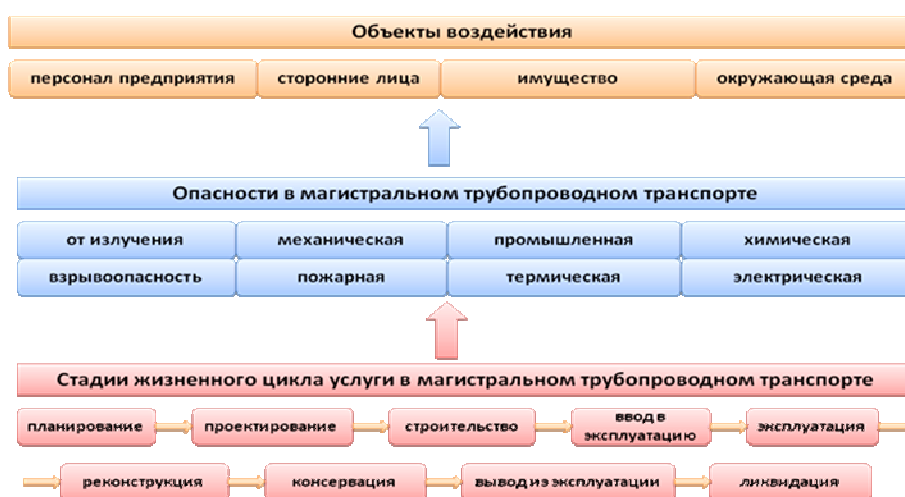 Объекты воздействия
персонал предприятия сторонние лица имущество окружающая среда
Опасности в магистральном трубопроводном транспорте
от излучения механическая промышленная химическая
взрывоопасность пожарная термическая электрическая
Стадии жизненного цикла услуги в магистральном трубопроводном транспорте
планирование проектирование строительство ввод в эксплуатацию эксплуатация
реконструкция консервация вывод из эксплуатации ликвидация